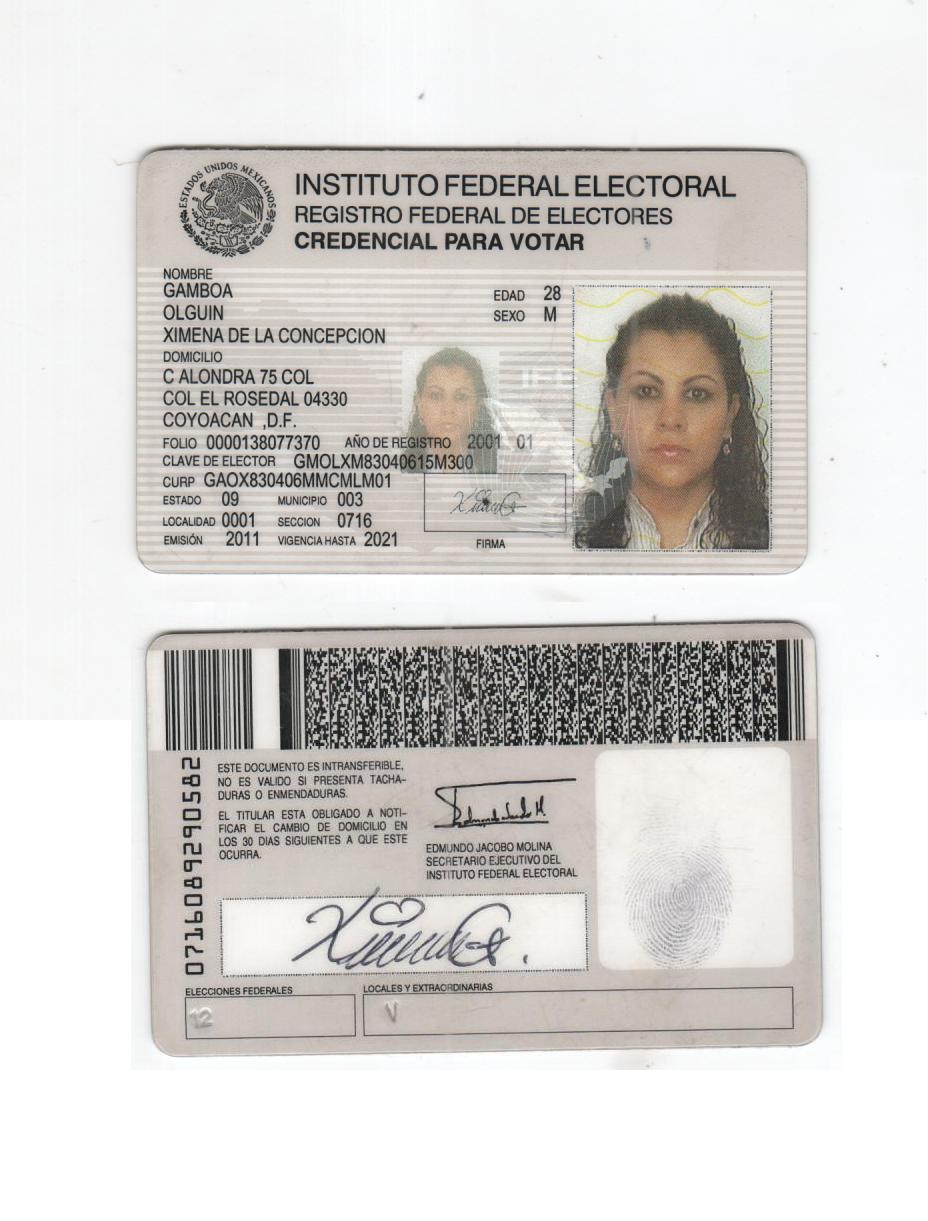 ESTADOS UNIDOS MEXICANOS
INSTITUTO FEDERAL ELECTORAL
REGISTRO FEDERAL DE ELECTORES
CREDENCIAL PARA VOTAR
NOMBRE
GAMBOA
EDAD 28
OLGUIN
SEXO M
XIMENA DE LA CONCEPCION
DOMICILIO
C ALONDRA 75 COL
COL EL ROSEDAL 04330
COYOACAN ,D.F.
FOLIO 0000138077370 AÑO DE REGISTRO 2001 01
CLAVE DE ELECTOR GMOLXM83040615M300
CURP GAOX830406MMCMLM01
ESTADO 09 MUNICIPIO 003
LOCALIDAD 0001 SECCION 0716
EMISIÓN 2011 VIGENCIA HASTA 2021
FIRMA
0716089290582
ESTE DOCUMENTO ES INTRANSFERIBLE,
NO ES VALIDO SI PRESENTA TACHA-
DURAS O ENMENDADURAS.
EL TITULAR ESTA OBLIGADO A NOTI-
FICAR EL CAMBIO DE DOMICILIO EN
LOS 30 DIAS SIGUIENTES A QUE ESTE
OCURRA.
EDMUNDO JACOBO MOLINA
SECRETARIO EJECUTIVO DEL
INSTITUTO FEDERAL ELECTORAL
ELECCIONES FEDERALES
12
LOCALES Y EXTRAORDINARIAS
V